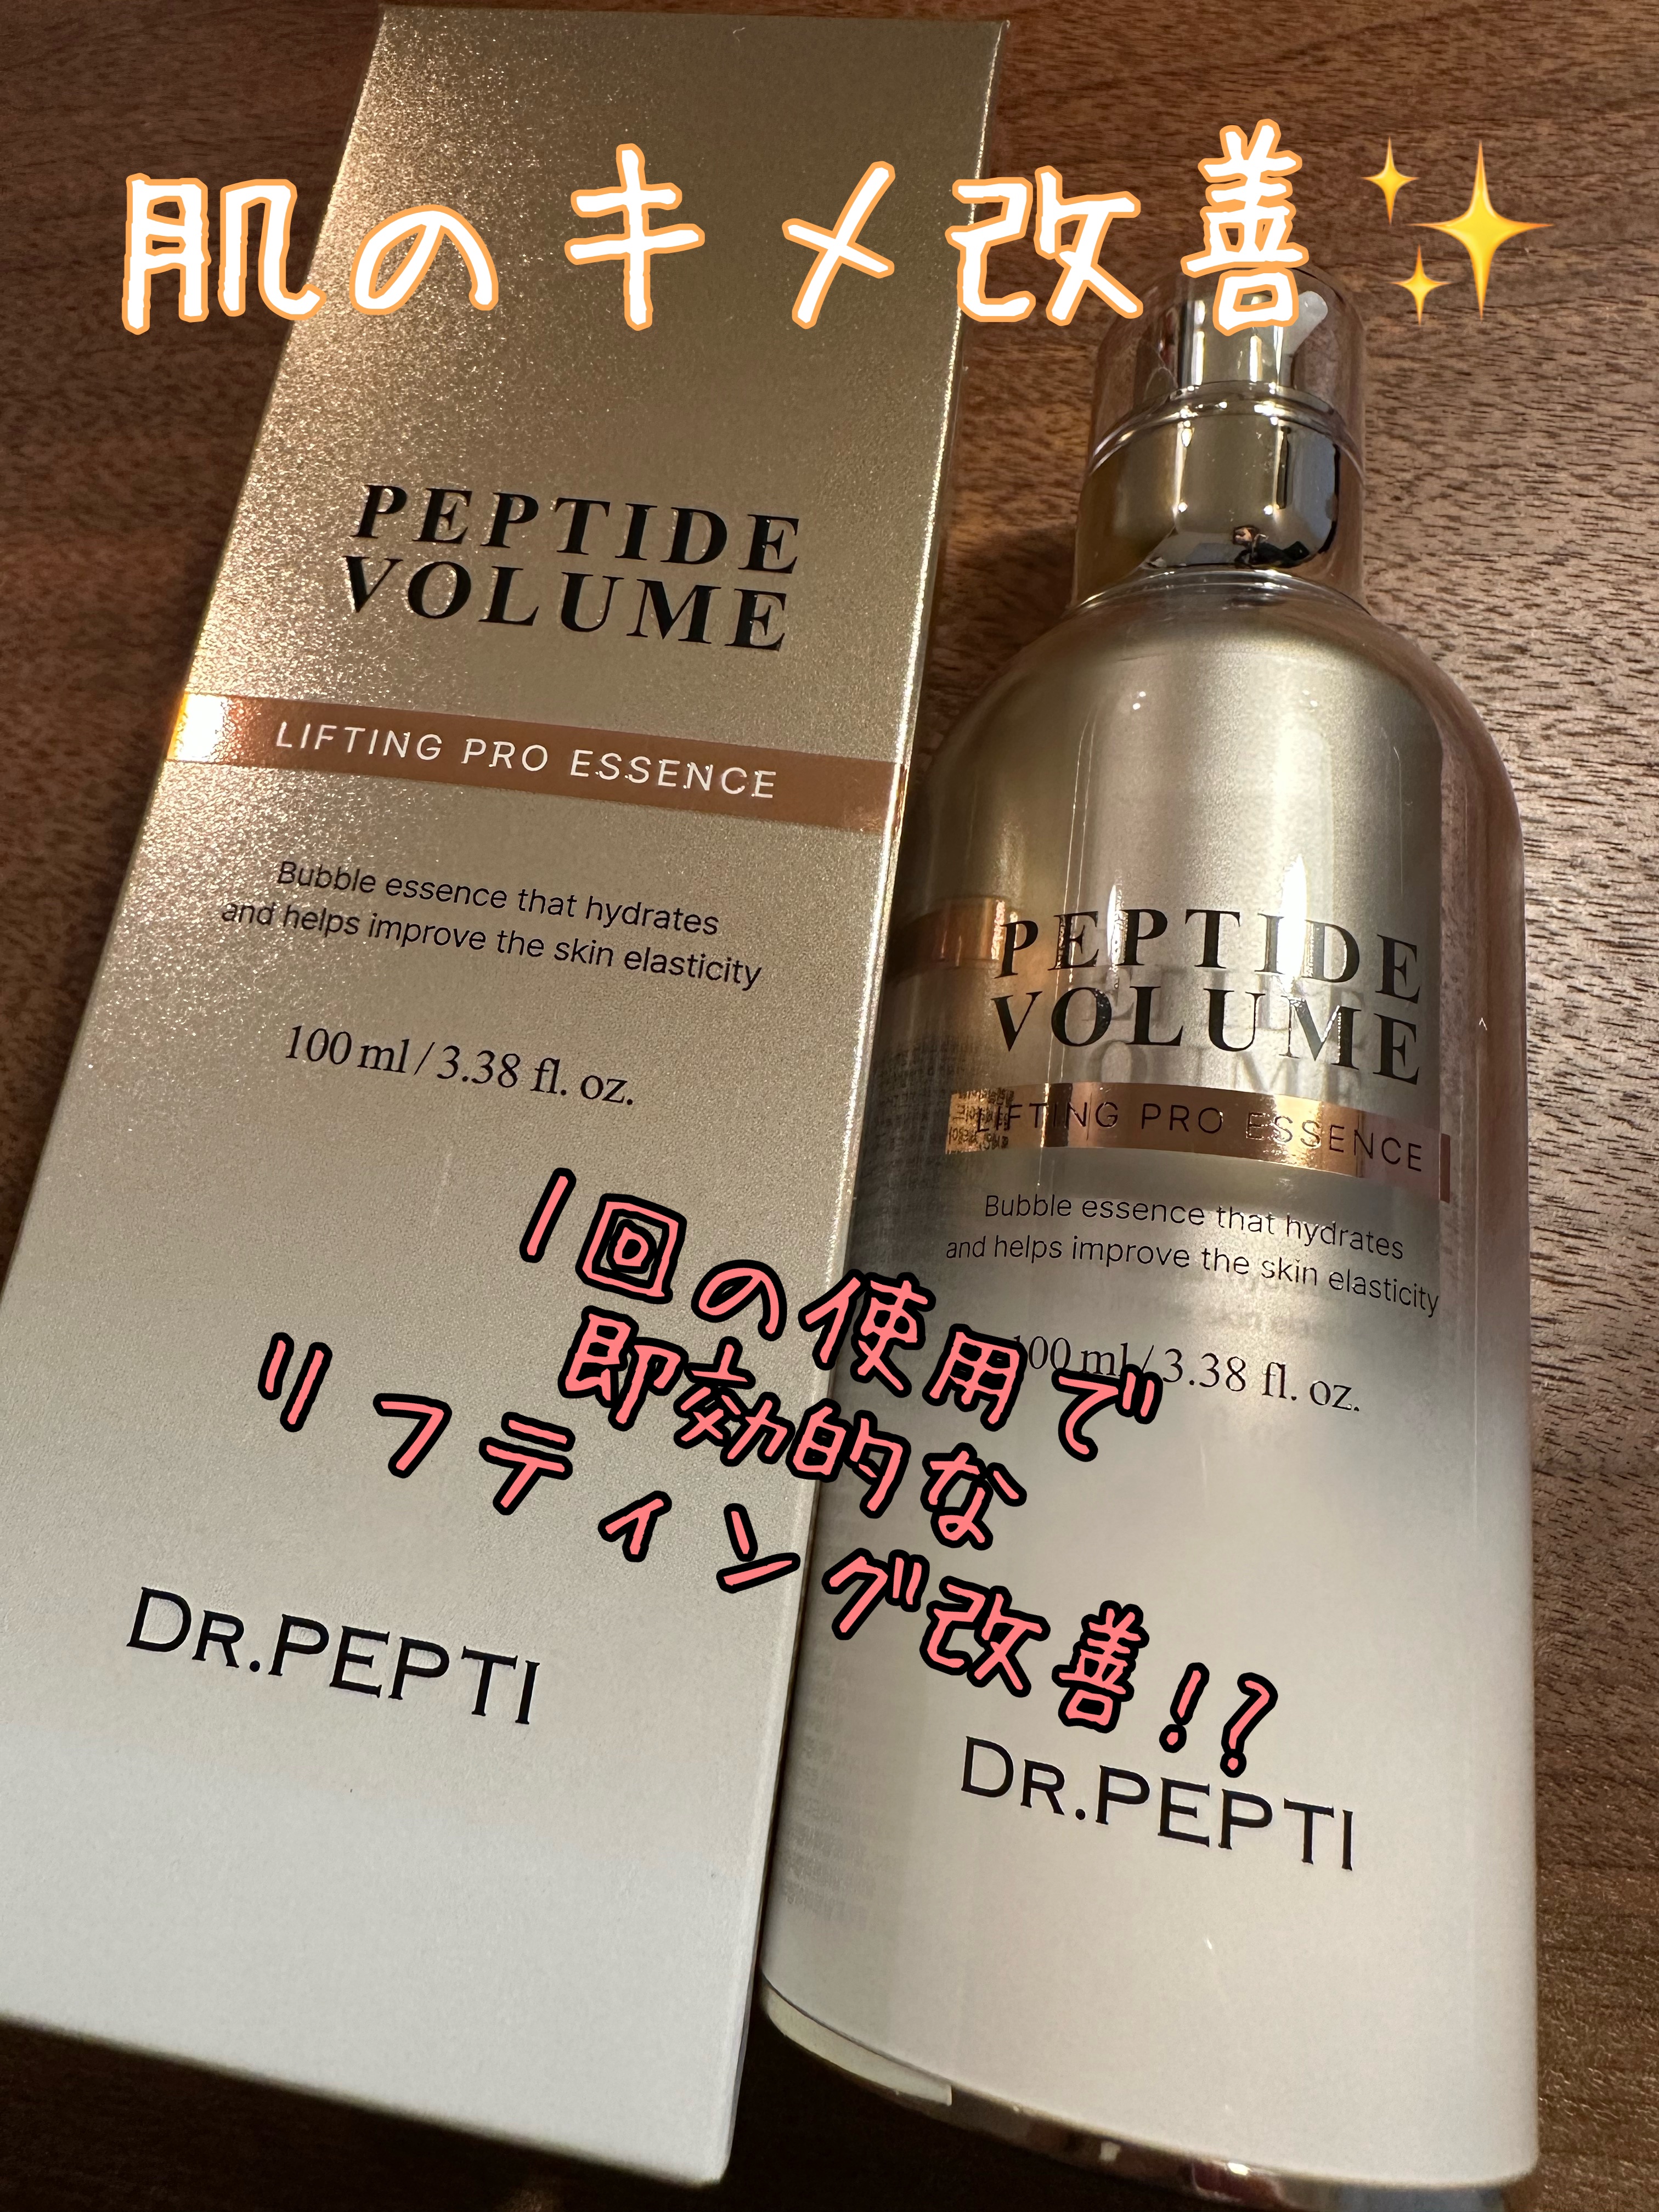 肌のキメ改善✨
PEPTIDE
VOLUME
LIFTING PRO ESSENCE
Bubble essence that hydrates
and helps improve the skin elasticity
100 ml / 3.38 fl. oz.
DR.PEPTI
PEPTIDE
VOLUME
LIFTING PRO ESSENCE
Bubble essence that hydrates
and helps improve the skin elasticity
100 ml / 3.38 fl. oz.
1回の使用で
即効的な
リフティング改善!?
DR.PEPTI